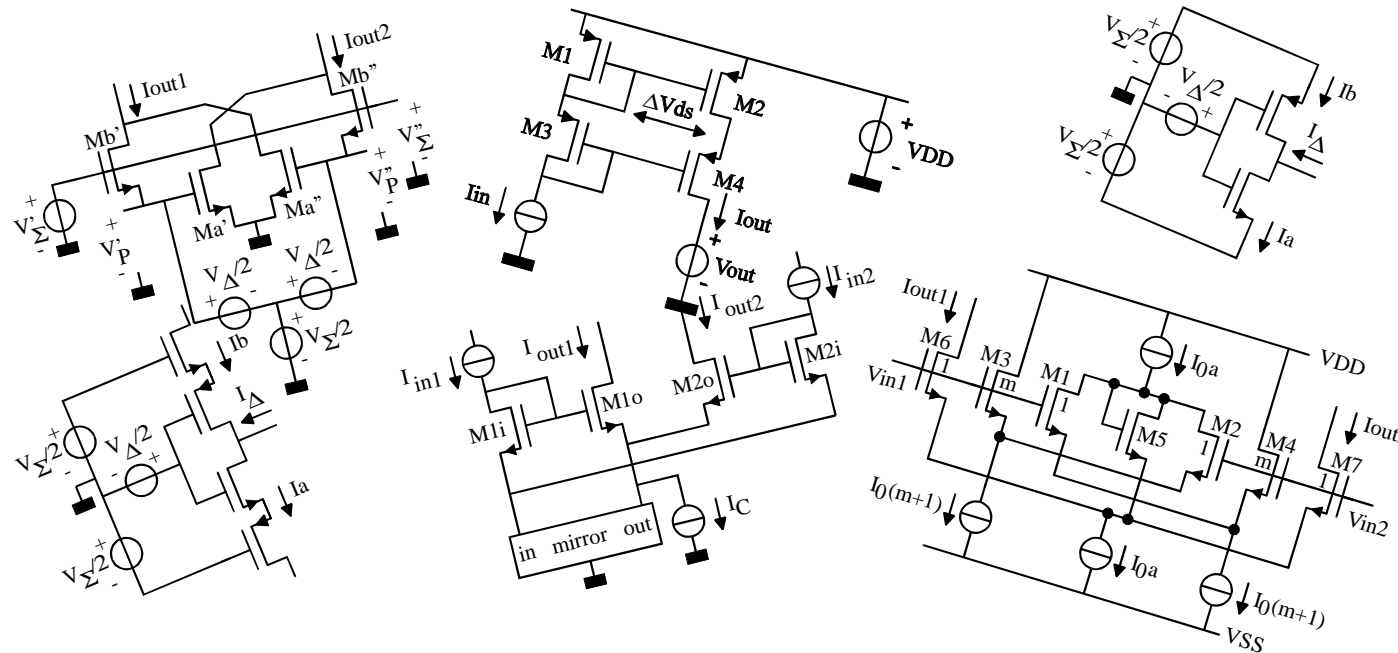 Iout2
Iout1
Mb''
Mb'
+
V''Σ
-
+
V''P
-
Ma'
Ma''
+
V'Σ
-
+
V'P
-
VΔ/2
+ -
VΔ/2
+ -
+
VΣ/2
-
Ib
IΔ
+
VΣ/2
-
VΔ/2
- +
Ia
+
VΣ/2
-
M1
M2
ΔVds
M3
M4
Iin
Iout
+
VDD
-
+
Vout
-
Iout2
Iin2
Iout1
Iin1
M2i
M2o
M1o
M1i
IC
in mirror out
+
VΣ/2
-
VΔ/2
- +
Ib
IΔ
+
VΣ/2
-
Ia
Iout1
M6
1
M3
m
M1
1
I0a
VDD
Vin1
M5
M2
1
M4
m
M7
1
Iout
Vin2
I0(m+1)
I0a
I0(m+1)
VSS